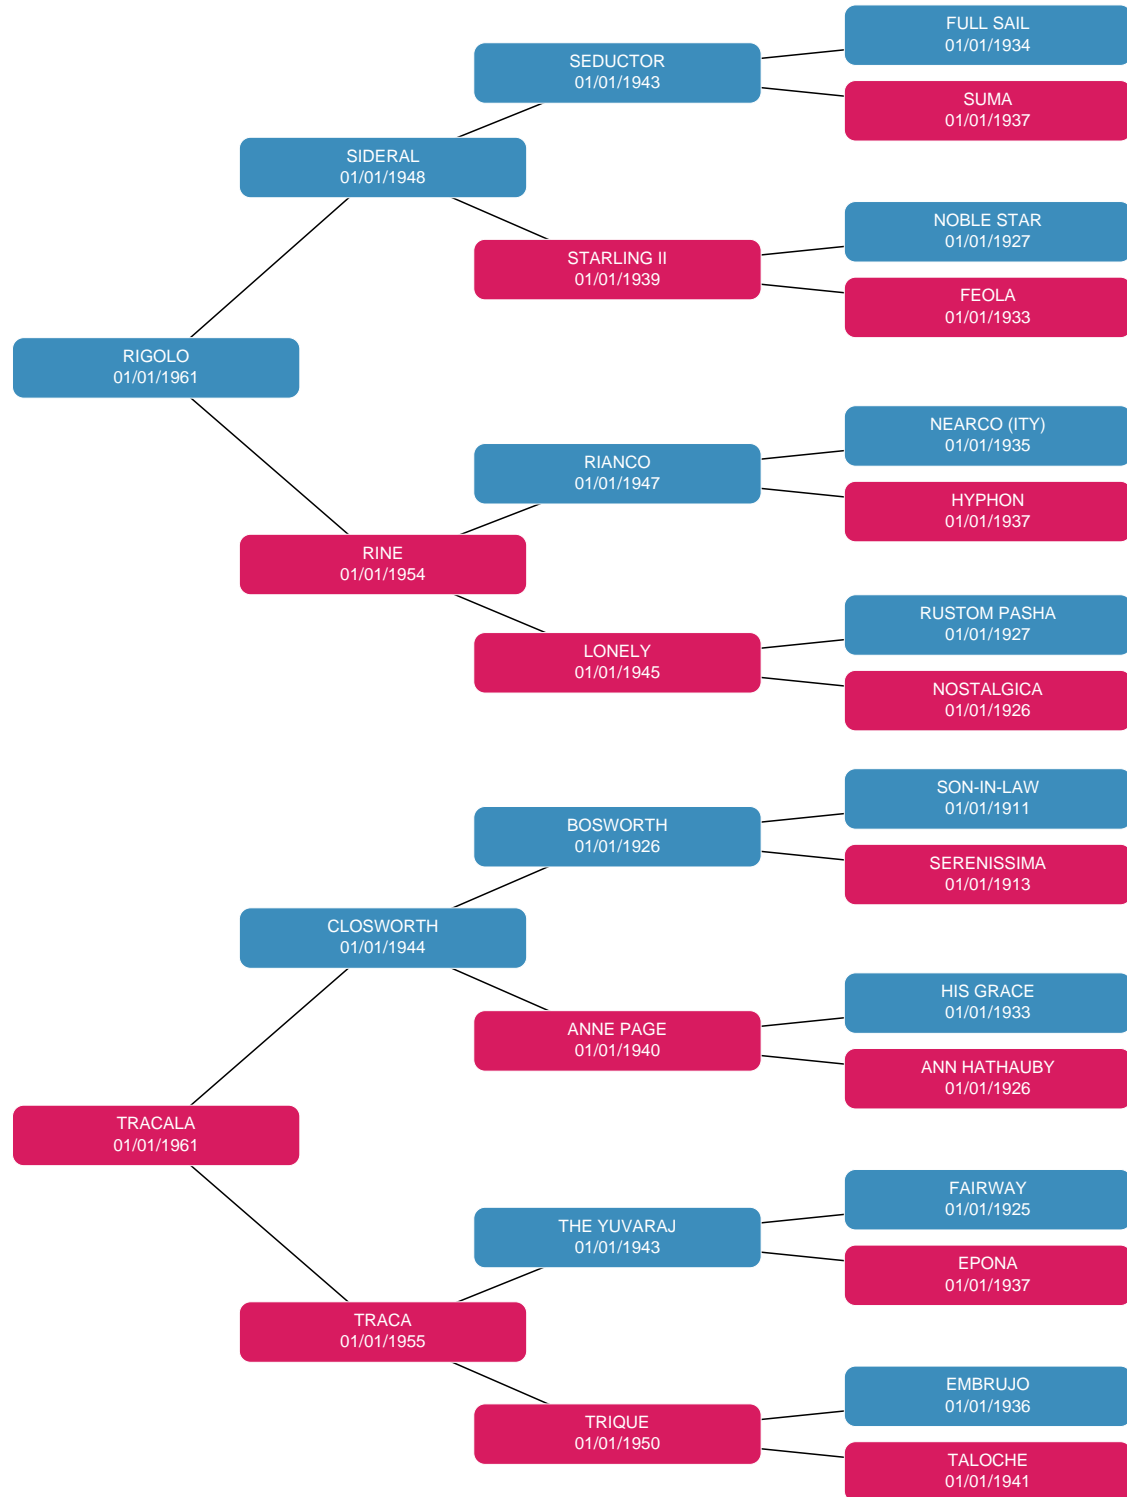 FULL SAIL
01/01/1934
SEDUCTOR
01/01/1943
SUMA
01/01/1937
SIDERAL
01/01/1948
NOBLE STAR
01/01/1927
STARLING II
01/01/1939
FEOLA
01/01/1933
RIGOLO
01/01/1961
NEARCO (ITY)
01/01/1935
RIANCO
01/01/1947
HYPHON
01/01/1937
RINE
01/01/1954
RUSTOM PASHA
01/01/1927
LONELY
01/01/1945
NOSTALGICA
01/01/1926
SON-IN-LAW
01/01/1911
BOSWORTH
01/01/1926
SERENISSIMA
01/01/1913
CLOSWORTH
01/01/1944
HIS GRACE
01/01/1933
ANNE PAGE
01/01/1940
ANN HATHAUBY
01/01/1926
TRACALA
01/01/1961
FAIRWAY
01/01/1925
THE YUVARAJ
01/01/1943
EPONA
01/01/1937
TRACA
01/01/1955
EMBRUJO
01/01/1936
TRIQUE
01/01/1950
TALOCHE
01/01/1941